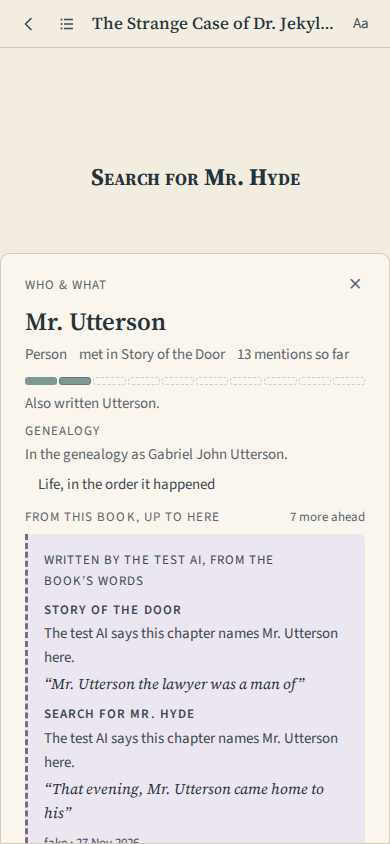 The Strange Case of Dr. Jekyl... Aa
Search for Mr. Hyde
WHO & WHAT
Mr. Utterson
Person met in Story of the Door 13 mentions so far
Also written Utterson.
GENEALOGY
In the genealogy as Gabriel John Utterson.
Life, in the order it happened
FROM THIS BOOK, UP TO HERE 7 more ahead
WRITTEN BY THE TEST AI, FROM THE
BOOK’S WORDS
STORY OF THE DOOR
The test AI says this chapter names Mr. Utterson
here.
“Mr. Utterson the lawyer was a man of”
SEARCH FOR MR. HYDE
The test AI says this chapter names Mr. Utterson
here.
“That evening, Mr. Utterson came home to
his”
fake · 27 Nov 2026